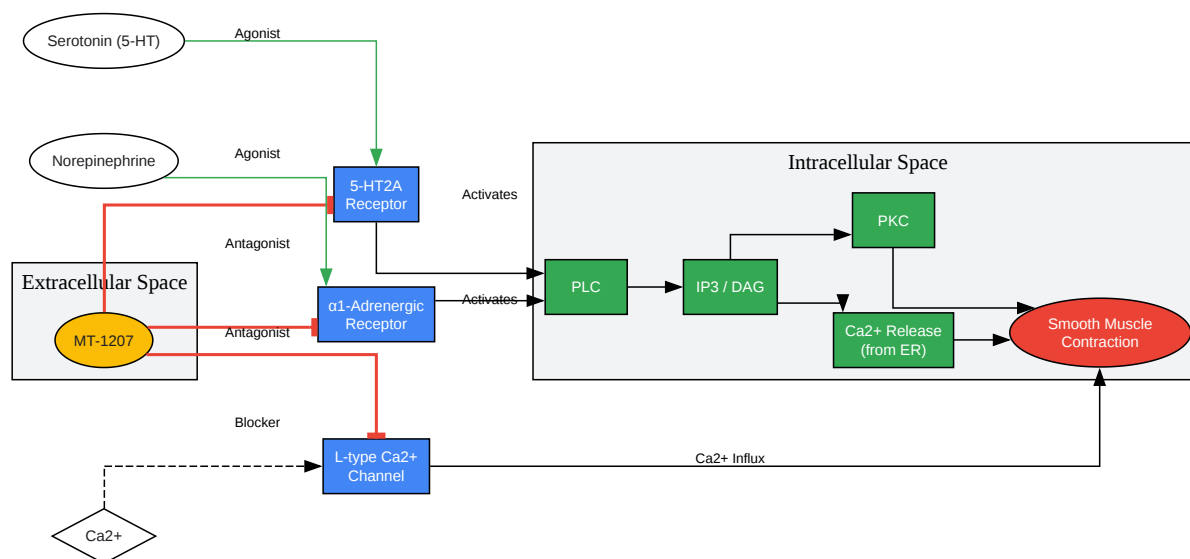 Serotonin (5-HT)
Agonist
Norepinephrine
Agonist
5-HT2A
Receptor
Activates
Intracellular Space
PKC
Antagonist
Extracellular Space
MT-1207
α1-Adrenergic
Receptor
Activates
PLC
IP3 / DAG
Antagonist
Ca2+ Release
(from ER)
Smooth Muscle
Contraction
Blocker
L-type Ca2+
Channel
Ca2+ Influx
Ca2+